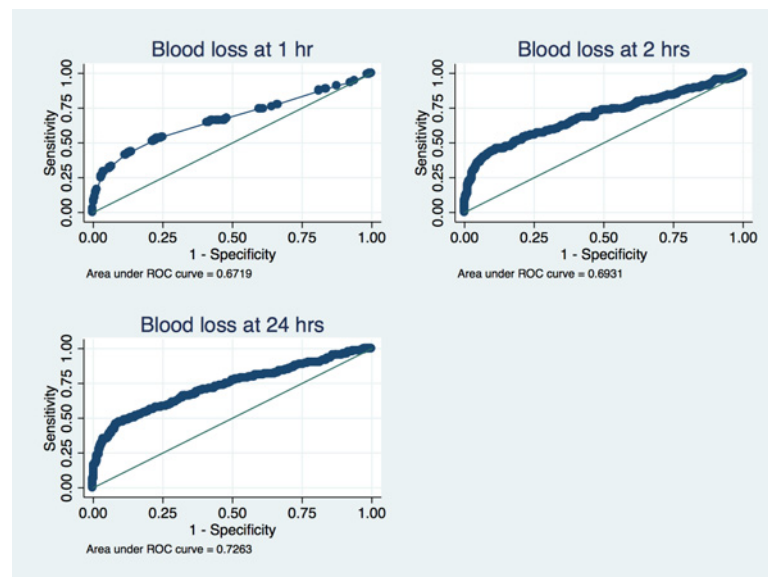 Blood loss at 1 hr
Sensitivity
0.00 0.25 0.50 0.75 1.00
0.00 0.25 0.50 0.75 1.00
1 - Specificity
Area under ROC curve = 0.6719
Blood loss at 2 hrs
Sensitivity
0.00 0.25 0.50 0.75 1.00
0.00 0.25 0.50 0.75 1.00
1 - Specificity
Area under ROC curve = 0.6931
Blood loss at 24 hrs
Sensitivity
0.00 0.25 0.50 0.75 1.00
0.00 0.25 0.50 0.75 1.00
1 - Specificity
Area under ROC curve = 0.7263